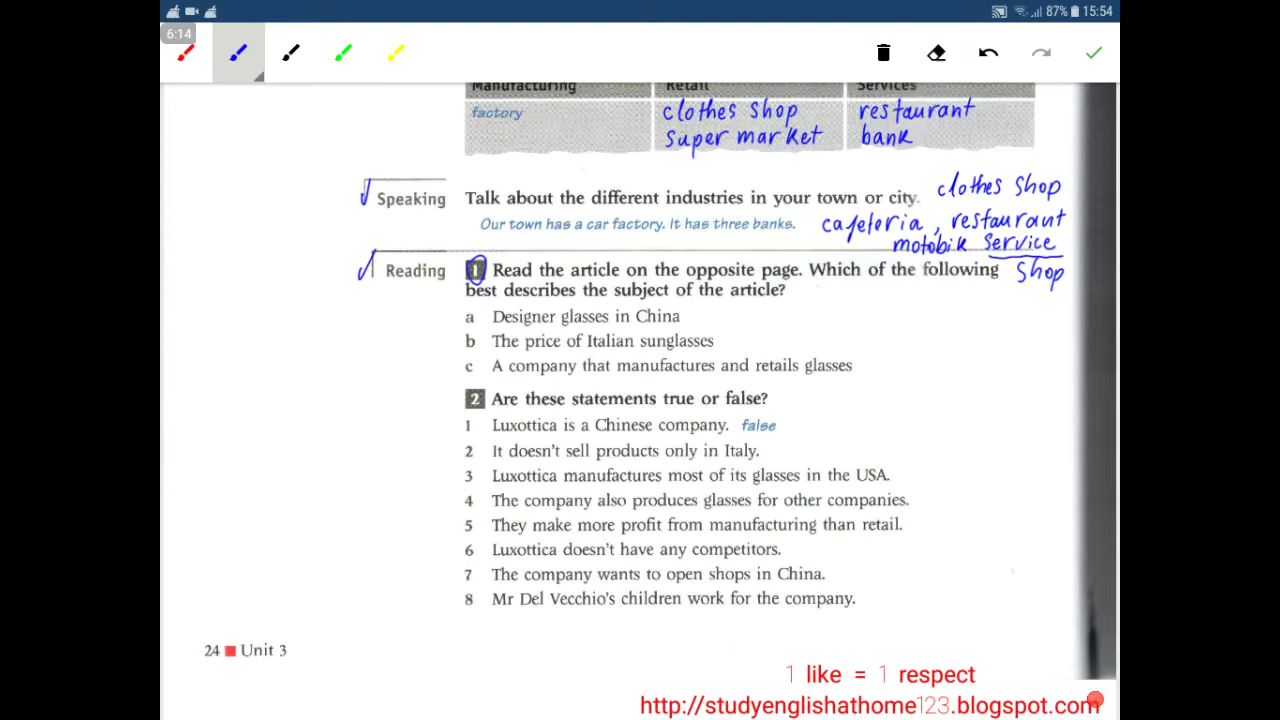 87% 15:54
6:14
Manufacturing Retail Services
factory clothes shop restaurant
super market bank
Speaking Talk about the different industries in your town or city. clothes shop
Our town has a car factory. It has three banks. cafeteria, restaurant
motobik service
Reading 1 Read the article on the opposite page. Which of the following shop
best describes the subject of the article?
a Designer glasses in China
b The price of Italian sunglasses
c A company that manufactures and retails glasses
2 Are these statements true or false?
1 Luxottica is a Chinese company. false
2 It doesn't sell products only in Italy.
3 Luxottica manufactures most of its glasses in the USA.
4 The company also produces glasses for other companies.
5 They make more profit from manufacturing than retail.
6 Luxottica doesn't have any competitors.
7 The company wants to open shops in China.
8 Mr Del Vecchio's children work for the company.
24 Unit 3
1 like = 1 respect
http://studyenglishathome123.blogspot.com